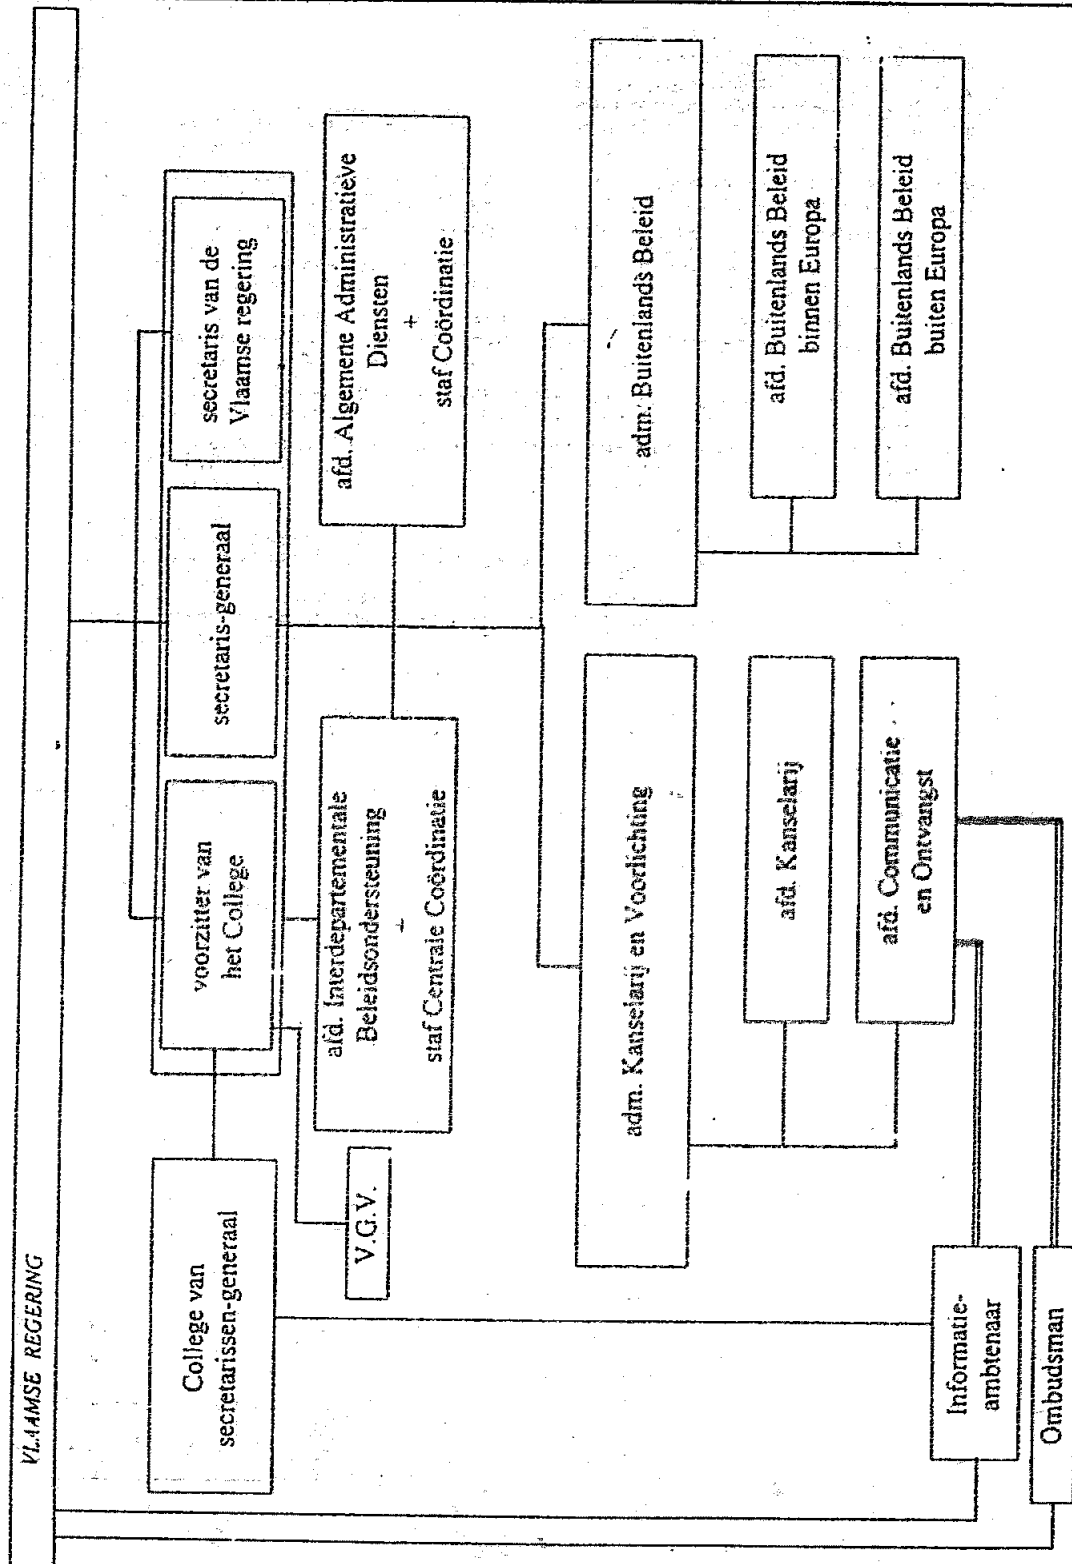 VLAAMSE REGERING
College van
secretarissen-generaal
voorzitter van
het College
secretaris-generaal
secretaris van de
Vlaamse regering
V.G.V.
afd. Interdepartementale
Beleidsondersteuning
+
staf Centrale Coördinatie
afd. Algemene Administratieve
Diensten
+
staf Coördinatie
adm. Kanselarij en Voorlichting
adm. Buitenlands Beleid
afd. Kanselarij
afd. Communicatie
en Ontvangst
afd. Buitenlands Beleid
binnen Europa
afd. Buitenlands Beleid
buiten Europa
Informatie-
ambtenaar
Ombudsman